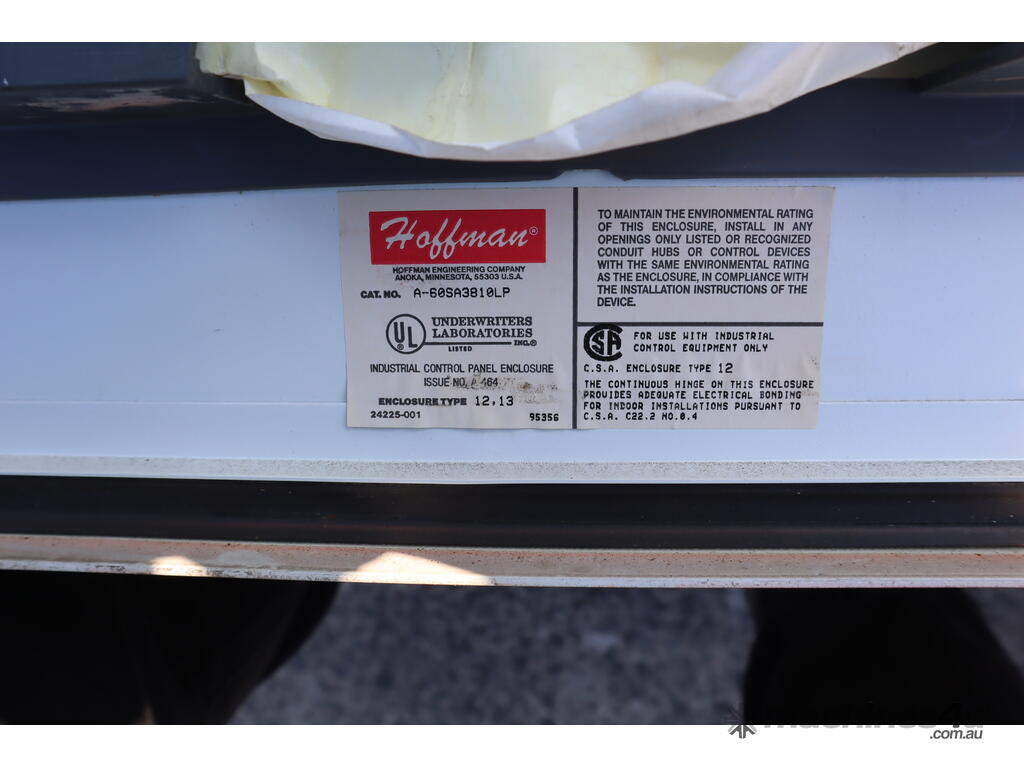 Hoffman®
HOFFMAN ENGINEERING COMPANY
ANOKA, MINNESOTA, 55303 U.S.A.
CAT. NO. A-60SA3810LP
UL ®
UNDERWRITERS
LABORATORIES
INC.®
LISTED
INDUSTRIAL CONTROL PANEL ENCLOSURE
ISSUE NO.
ENCLOSURE TYPE 12,13
24225-001 95356
TO MAINTAIN THE ENVIRONMENTAL RATING
OF THIS ENCLOSURE, INSTALL IN ANY
OPENINGS ONLY LISTED OR RECOGNIZED
CONDUIT HUBS OR CONTROL DEVICES
WITH THE SAME ENVIRONMENTAL RATING
AS THE ENCLOSURE, IN COMPLIANCE WITH
THE INSTALLATION INSTRUCTIONS OF THE
DEVICE.
CSA
FOR USE WITH INDUSTRIAL
CONTROL EQUIPMENT ONLY
C.S.A. ENCLOSURE TYPE 12
THE CONTINUOUS HINGE ON THIS ENCLOSURE
PROVIDES ADEQUATE ELECTRICAL BONDING
FOR INDOOR INSTALLATIONS PURSUANT TO
C.S.A. C22.2 NO.0.4
machines4u
.com.au